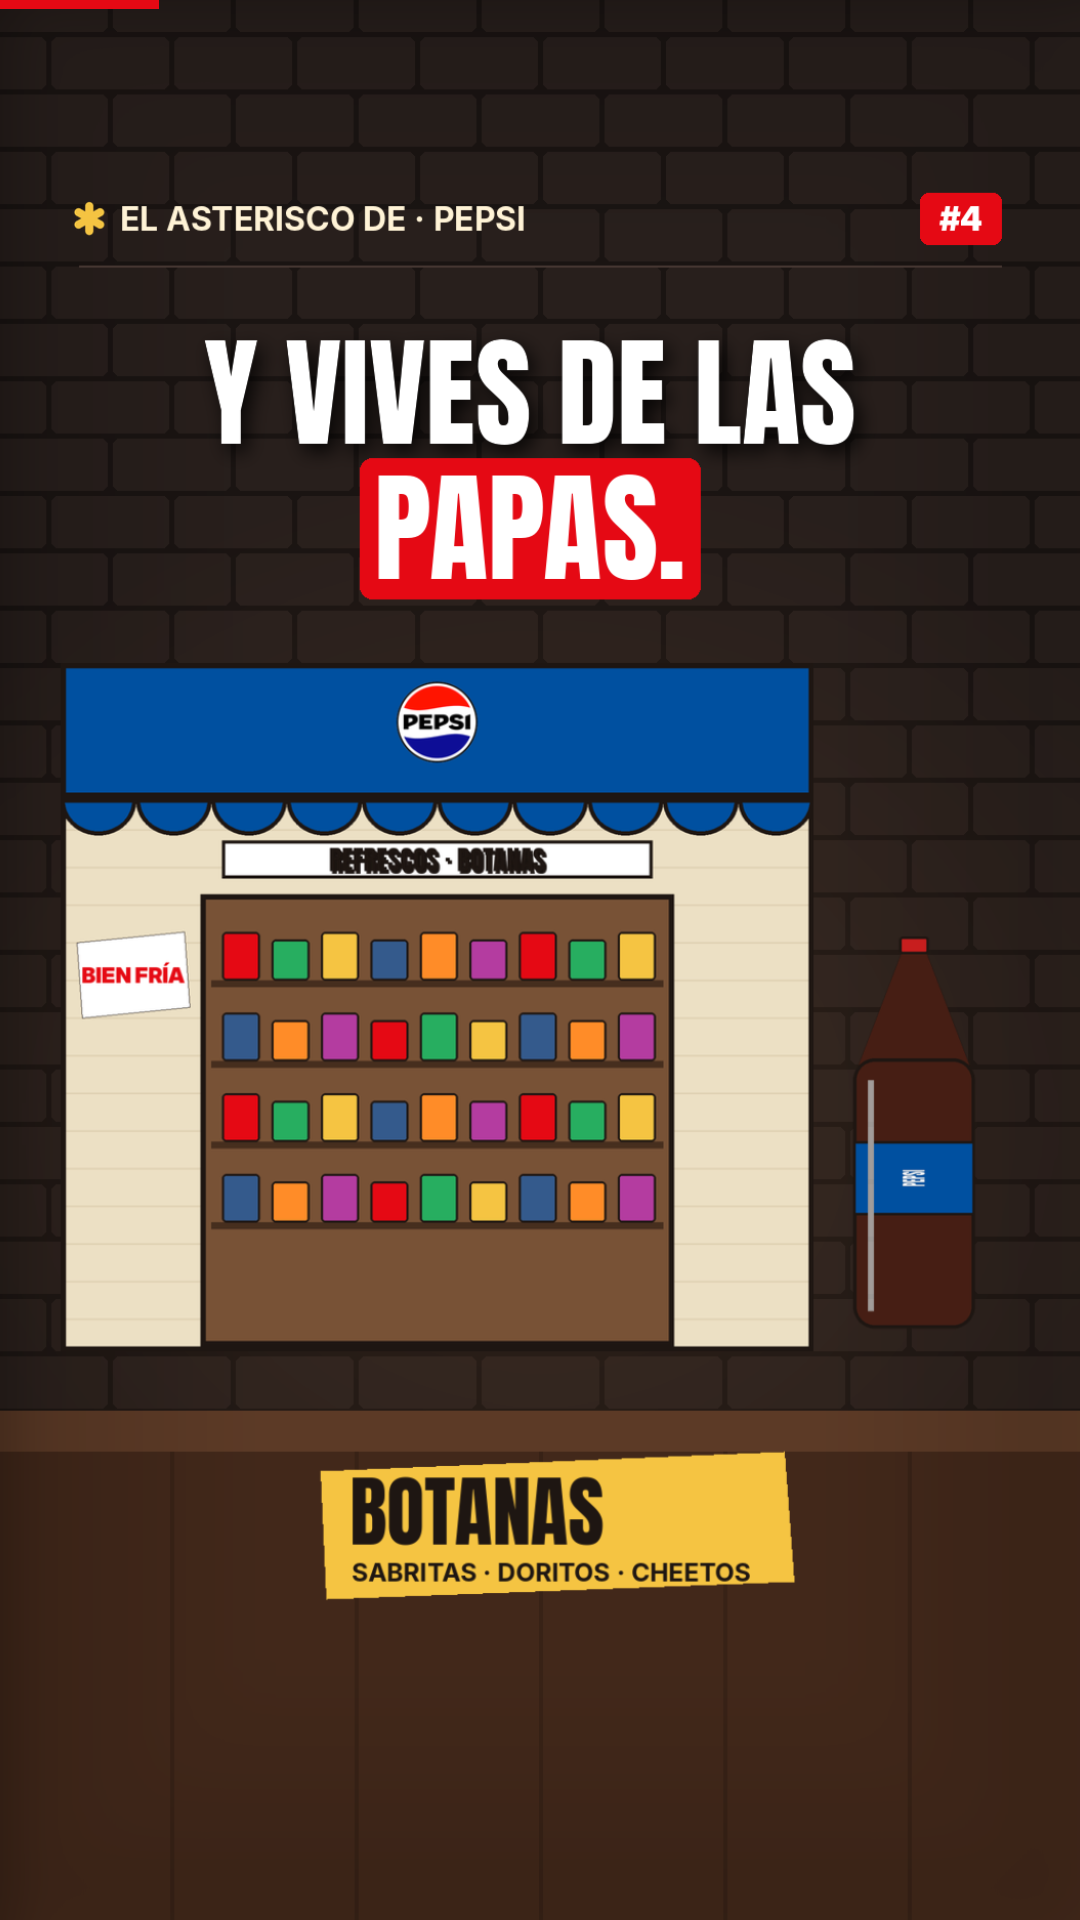 EL ASTERISCO DE · PEPSI
#4
Y VIVES DE LAS
PAPAS.
PEPSI
REFRESCOS · BOTANAS
BIEN FRÍA
BOTANAS
SABRITAS · DORITOS · CHEETOS